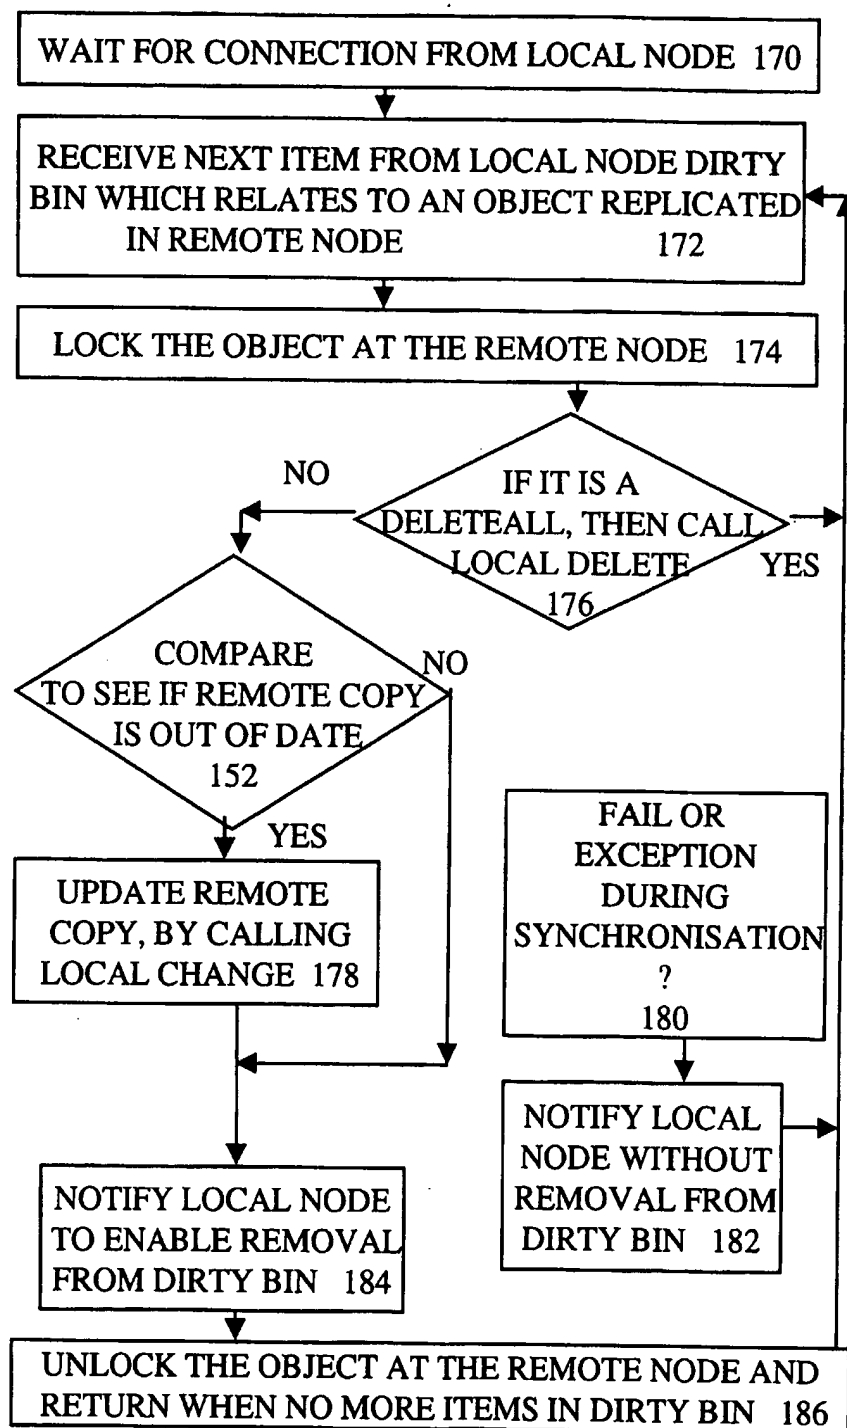 WAIT FOR CONNECTION FROM LOCAL NODE 170
RECEIVE NEXT ITEM FROM LOCAL NODE DIRTY
BIN WHICH RELATES TO AN OBJECT REPLICATED
IN REMOTE NODE 172
LOCK THE OBJECT AT THE REMOTE NODE 174
NO
IF IT IS A
DELETEALL, THEN CALL
LOCAL DELETE
176
YES
COMPARE
TO SEE IF REMOTE COPY
IS OUT OF DATE
152
NO
YES
UPDATE REMOTE
COPY, BY CALLING
LOCAL CHANGE 178
FAIL OR
EXCEPTION
DURING
SYNCHRONISATION
?
180
NOTIFY LOCAL
NODE WITHOUT
REMOVAL FROM
DIRTY BIN 182
NOTIFY LOCAL NODE
TO ENABLE REMOVAL
FROM DIRTY BIN 184
UNLOCK THE OBJECT AT THE REMOTE NODE AND
RETURN WHEN NO MORE ITEMS IN DIRTY BIN 186